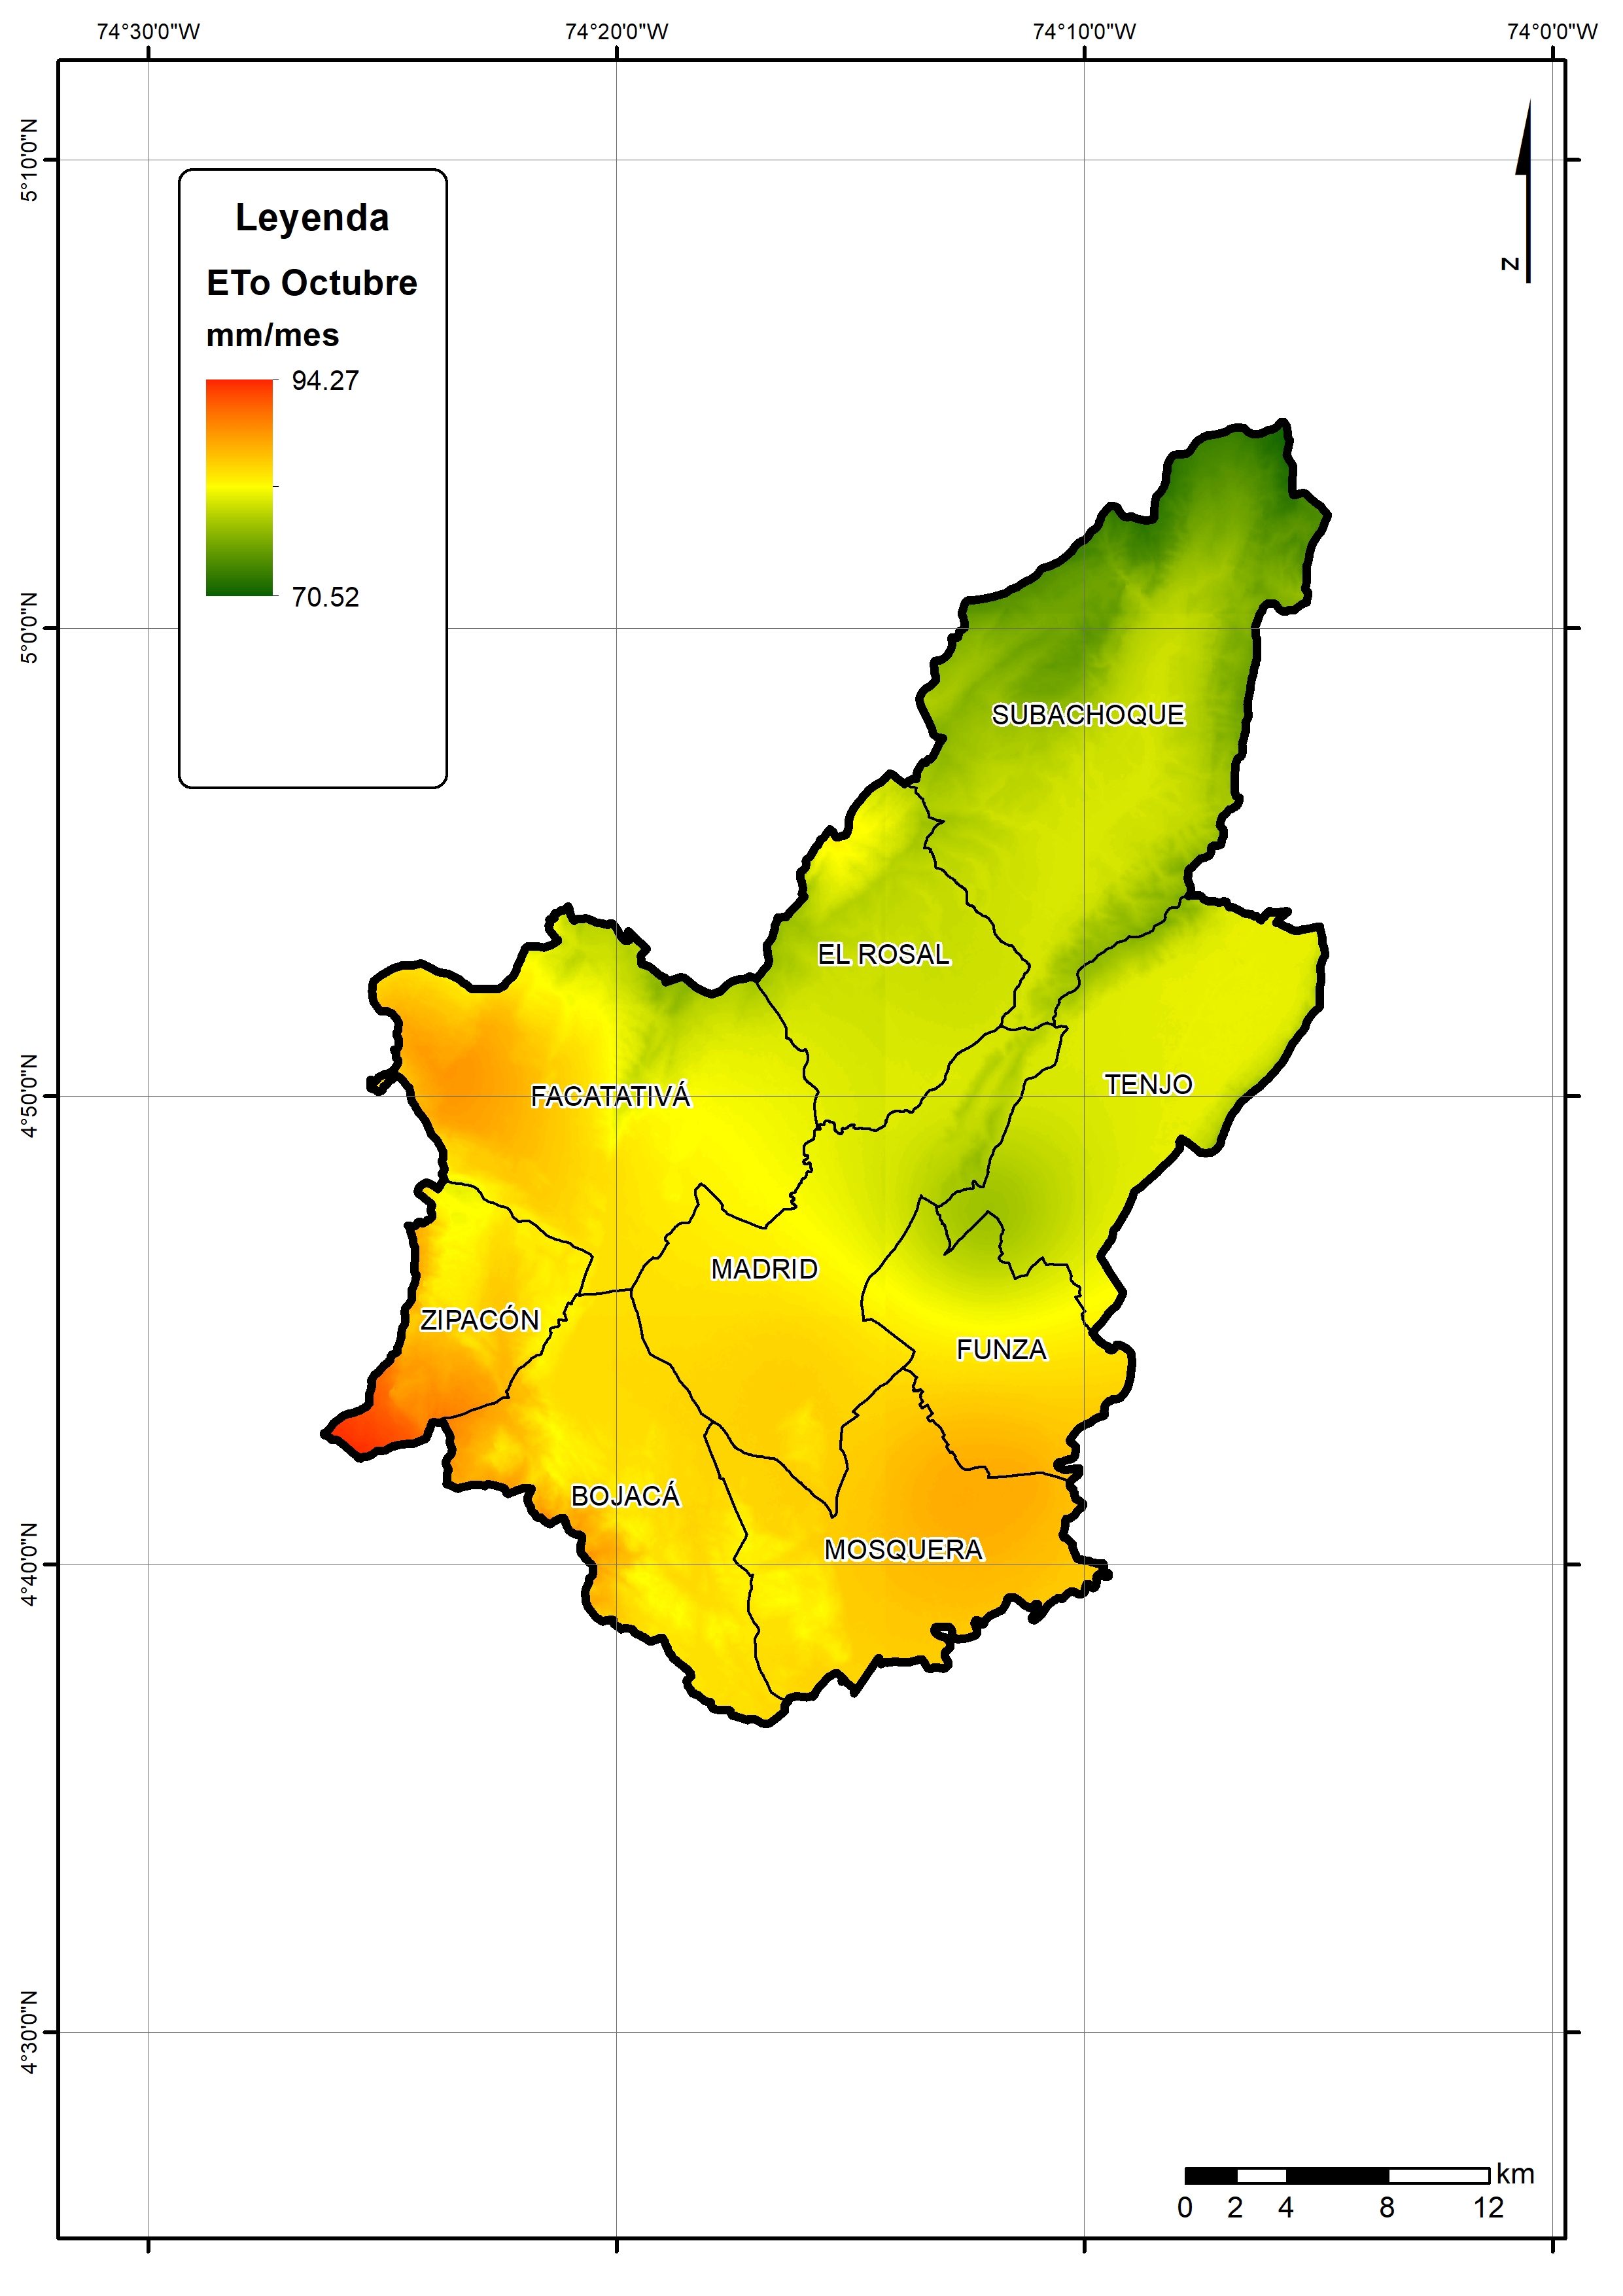 74°30'0"W 74°20'0"W 74°10'0"W 74°0'0"W
5°10'0"N
Leyenda
ETo Octubre
mm/mes
94.27
70.52
N
5°0'0"N
SUBACHOQUE
EL ROSAL
4°50'0"N
FACATATIVÁ
TENJO
MADRID
ZIPACÓN
FUNZA
BOJACÁ
MOSQUERA
4°40'0"N
4°30'0"N
km
0 2 4 8 12